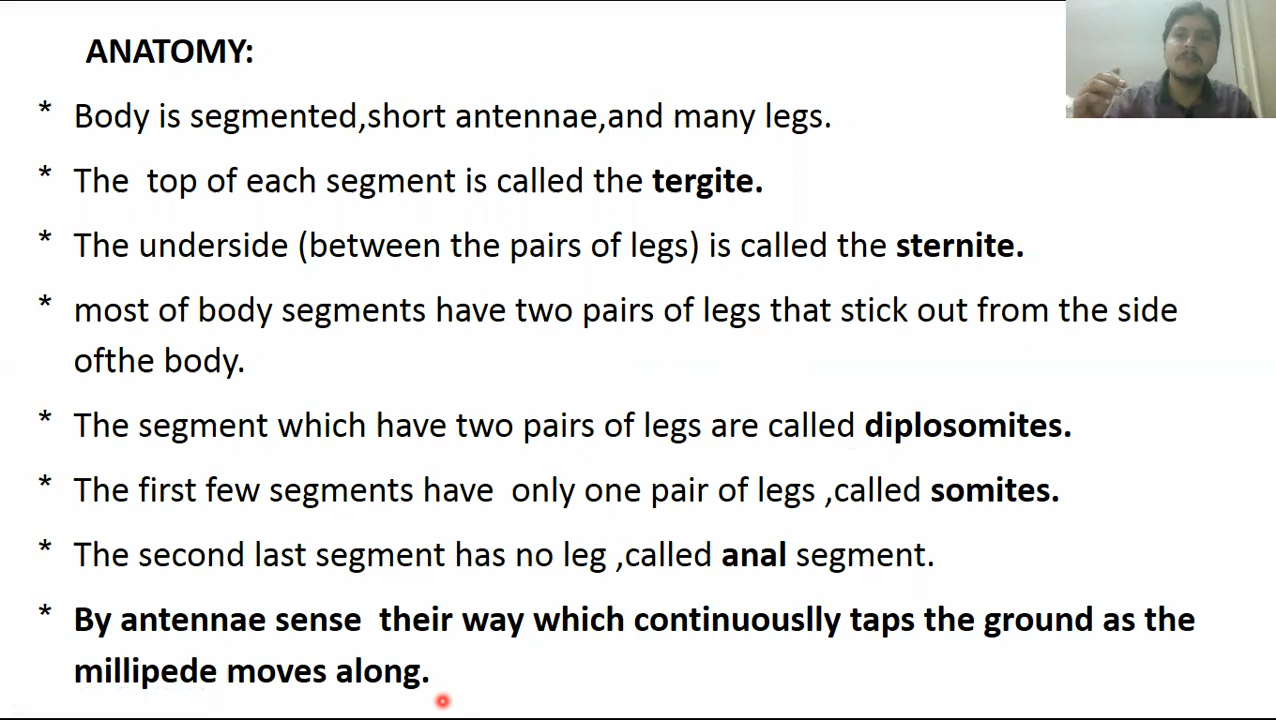 ANATOMY:
* Body is segmented,short antennae,and many legs.
* The top of each segment is called the tergite.
* The underside (between the pairs of legs) is called the sternite.
* most of body segments have two pairs of legs that stick out from the side
ofthe body.
* The segment which have two pairs of legs are called diplosomites.
* The first few segments have only one pair of legs ,called somites.
* The second last segment has no leg ,called anal segment.
* By antennae sense their way which continuouslly taps the ground as the
millipede moves along.